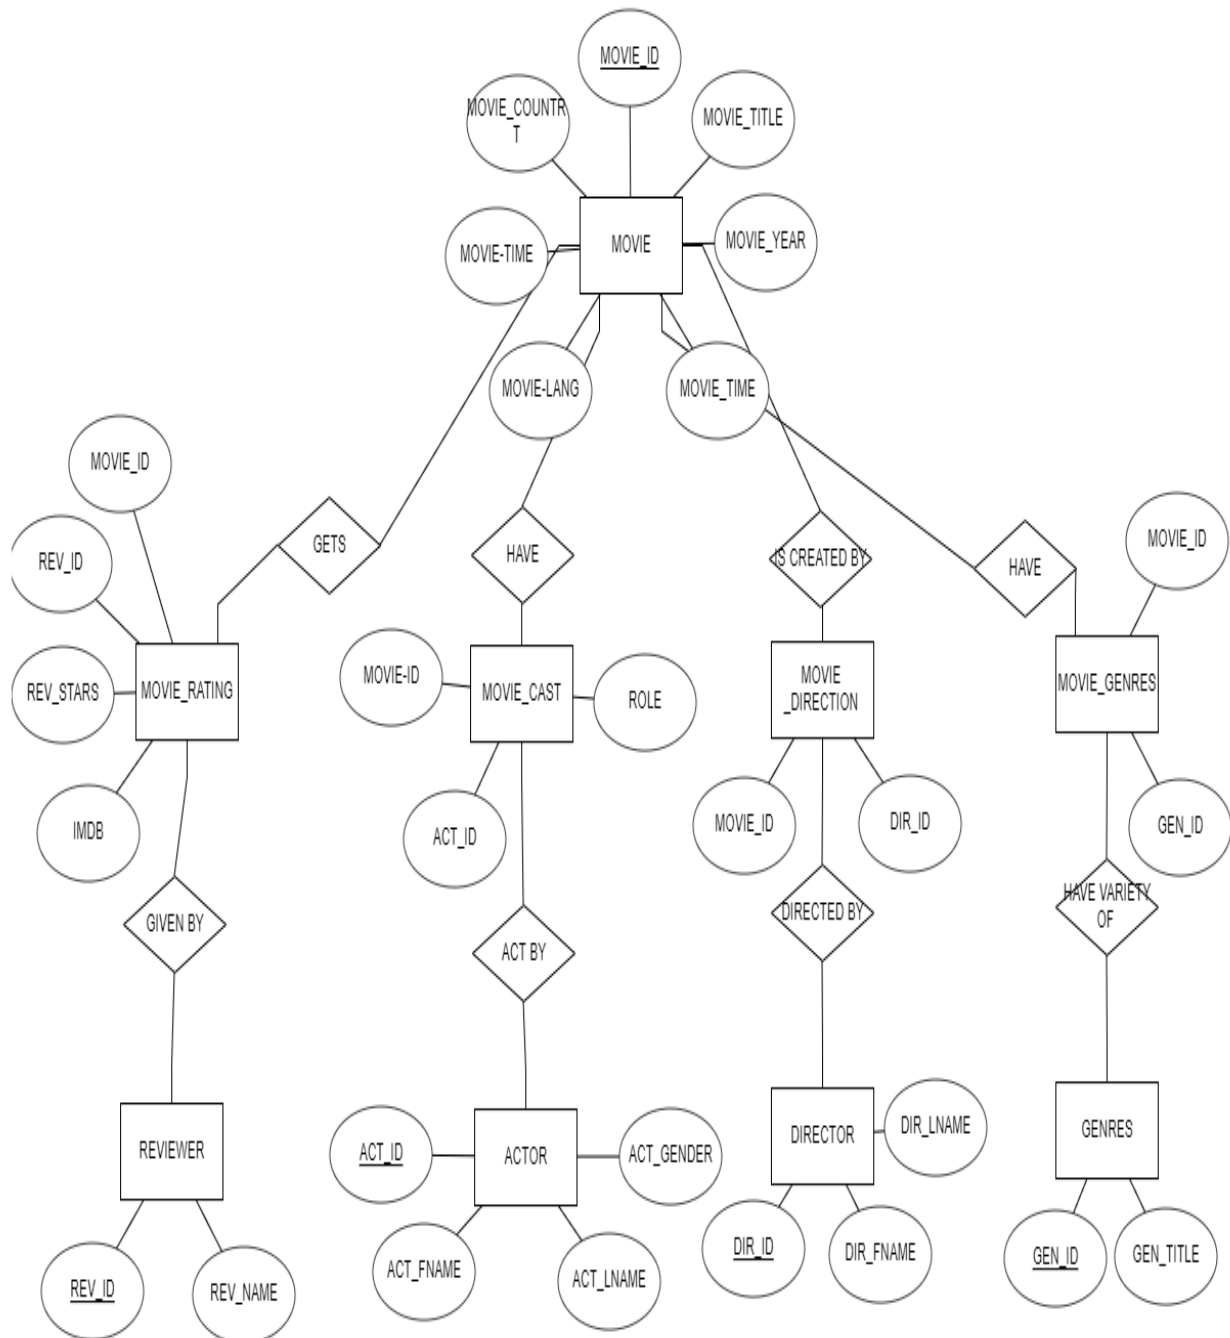 MOVIE_ID
MOVIE_COUNTR
T
MOVIE_TITLE
MOVIE
MOVIE_YEAR
MOVIE-TIME
MOVIE-LANG
MOVIE_TIME
MOVIE_ID
GETS
HAVE
IS CREATED BY
HAVE
MOVIE_ID
REV_ID
REV_STARS
MOVIE_RATING
MOVIE-ID
MOVIE_CAST
ROLE
MOVIE
_DIRECTION
MOVIE_GENRES
IMDB
ACT_ID
MOVIE_ID
DIR_ID
GEN_ID
GIVEN BY
ACT BY
DIRECTED BY
HAVE VARIETY
OF
REVIEWER
ACT_ID
ACTOR
ACT_GENDER
DIRECTOR
DIR_LNAME
GENRES
REV_ID
REV_NAME
ACT_FNAME
ACT_LNAME
DIR_ID
DIR_FNAME
GEN_ID
GEN_TITLE